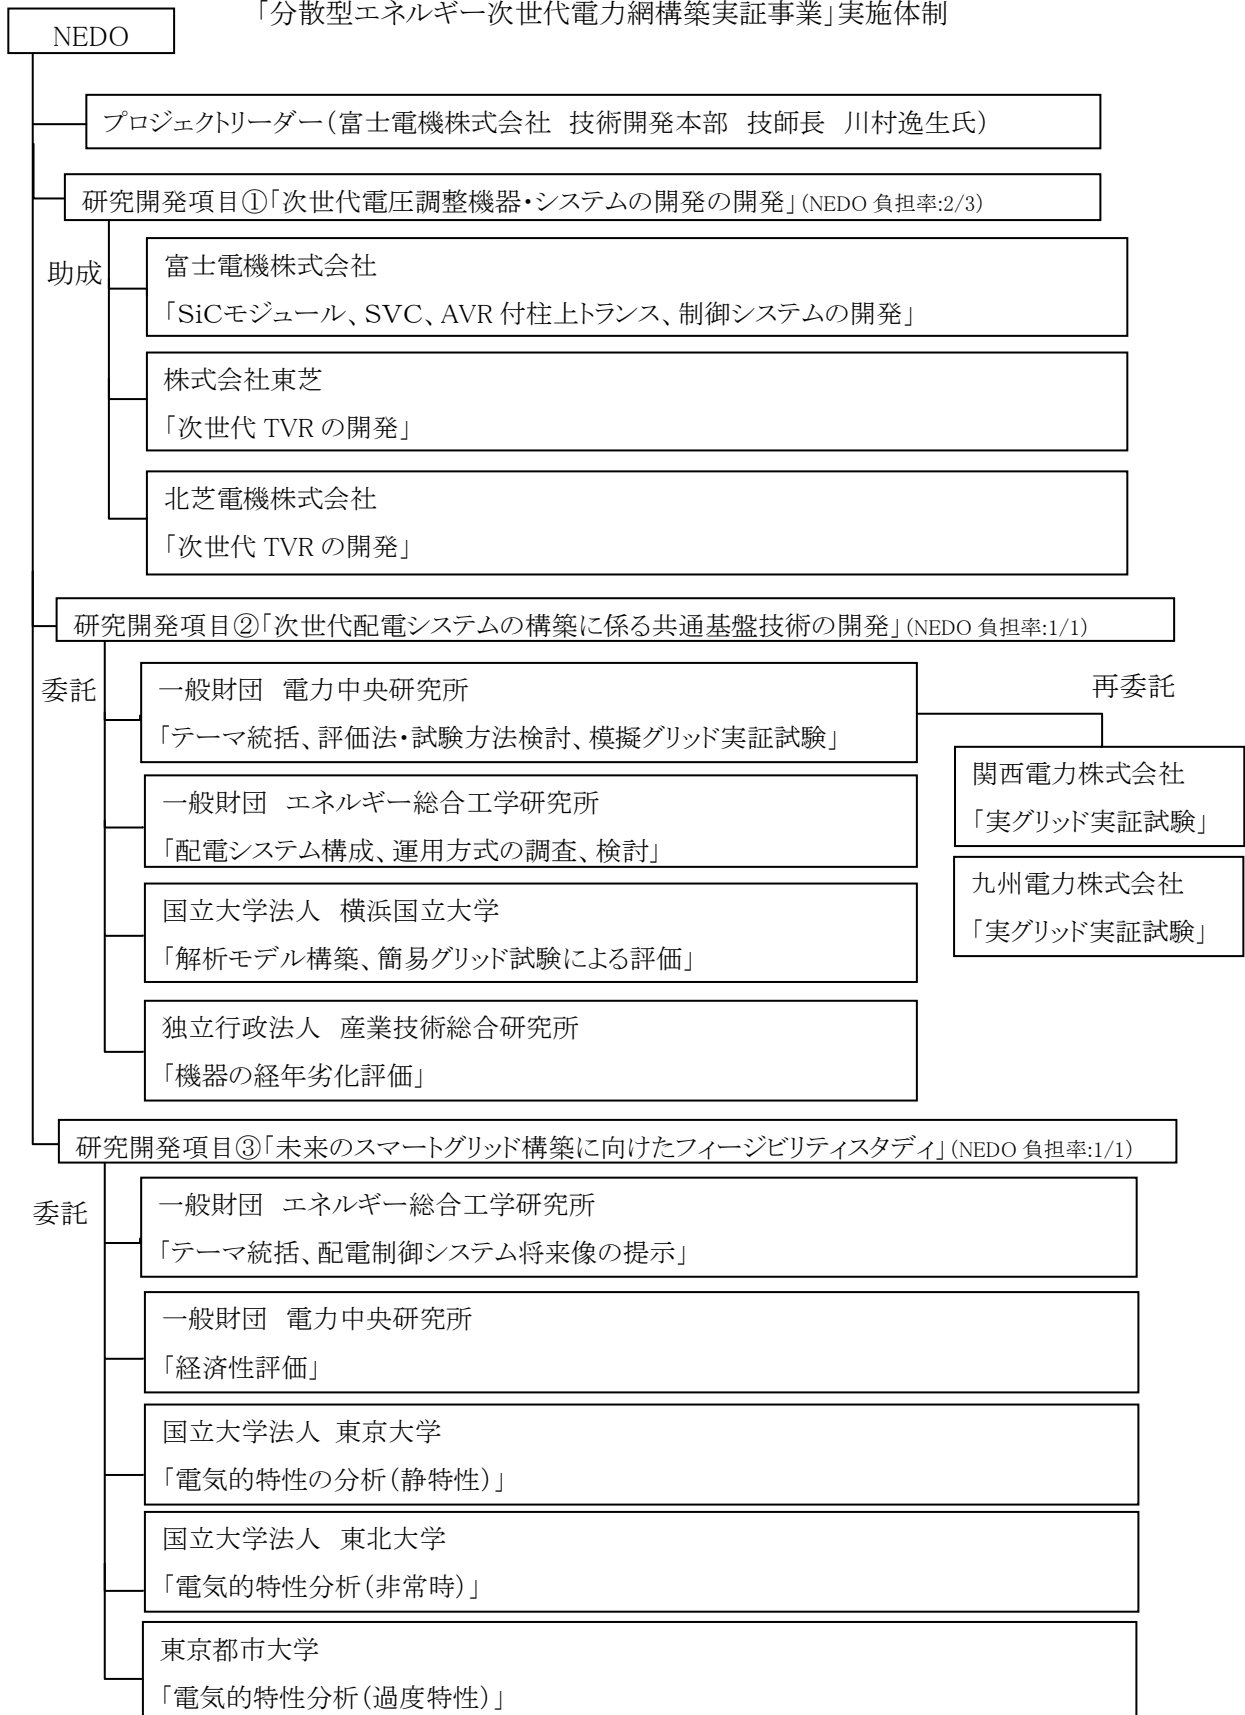 「分散型エネルギー次世代電力網構築実証事業」実施体制
NEDO
プロジェクトリーダー(富士電機株式会社 技術開発本部 技師長 川村逸生氏)
研究開発項目①「次世代電圧調整機器・システムの開発の開発」(NEDO 負担率:2/3)
助成
富士電機株式会社
「SiCモジュール、SVC、AVR 付柱上トランス、制御システムの開発」
株式会社東芝
「次世代 TVR の開発」
北芝電機株式会社
「次世代 TVR の開発」
研究開発項目②「次世代配電システムの構築に係る共通基盤技術の開発」(NEDO 負担率:1/1)
委託
一般財団 電力中央研究所
「テーマ統括、評価法・試験方法検討、模擬グリッド実証試験」
再委託
関西電力株式会社
「実グリッド実証試験」
九州電力株式会社
「実グリッド実証試験」
一般財団 エネルギー総合工学研究所
「配電システム構成、運用方式の調査、検討」
国立大学法人 横浜国立大学
「解析モデル構築、簡易グリッド試験による評価」
独立行政法人 産業技術総合研究所
「機器の経年劣化評価」
研究開発項目③「未来のスマートグリッド構築に向けたフィージビリティスタディ」(NEDO 負担率:1/1)
委託
一般財団 エネルギー総合工学研究所
「テーマ統括、配電制御システム将来像の提示」
一般財団 電力中央研究所
「経済性評価」
国立大学法人 東京大学
「電気的特性の分析(静特性)」
国立大学法人 東北大学
「電気的特性分析(非常時)」
東京都市大学
「電気的特性分析(過度特性)」